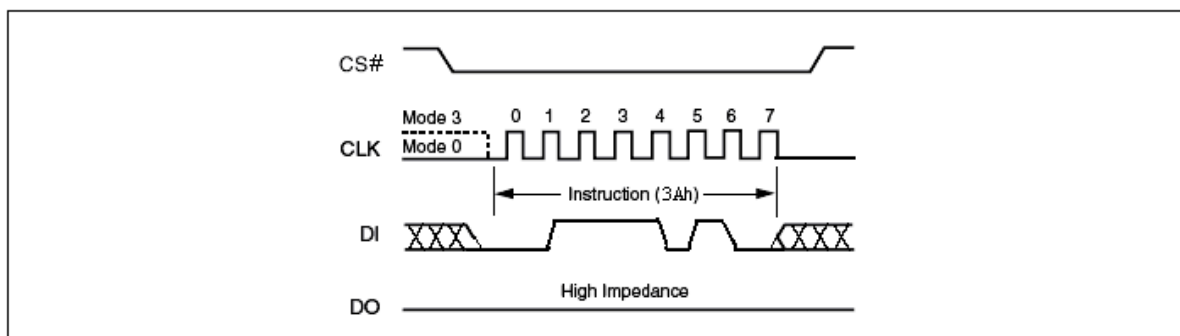 CS#
Mode 3 0 1 2 3 4 5 6 7
CLK Mode 0
Instruction (3Ah)
DI
High Impedance
DO